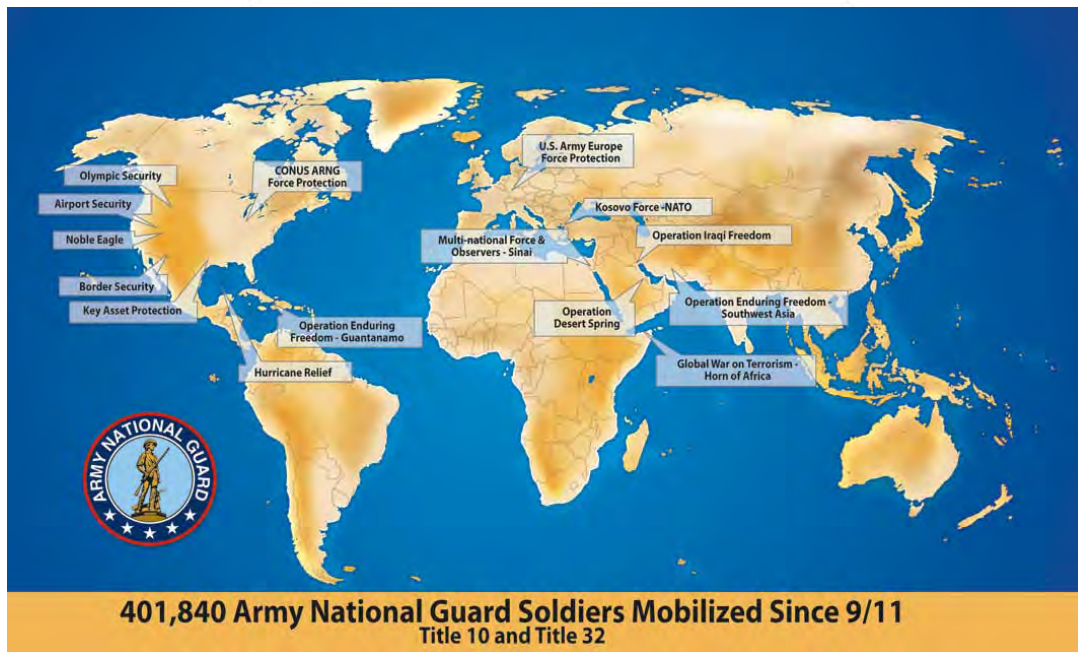 U.S. Army Europe
Force Protection
Olympic Security
CONUS ARNG
Force Protection
Airport Security
Kosovo Force -NATO
Noble Eagle
Multi-national Force &
Observers - Sinai
Operation Iraqi Freedom
Border Security
Key Asset Protection
Operation Enduring
Freedom - Guantanamo
Operation
Desert Spring
Operation Enduring Freedom -
Southwest Asia
Hurricane Relief
Global War on Terrorism -
Horn of Africa
ARMY NATIONAL GUARD
401,840 Army National Guard Soldiers Mobilized Since 9/11
Title 10 and Title 32